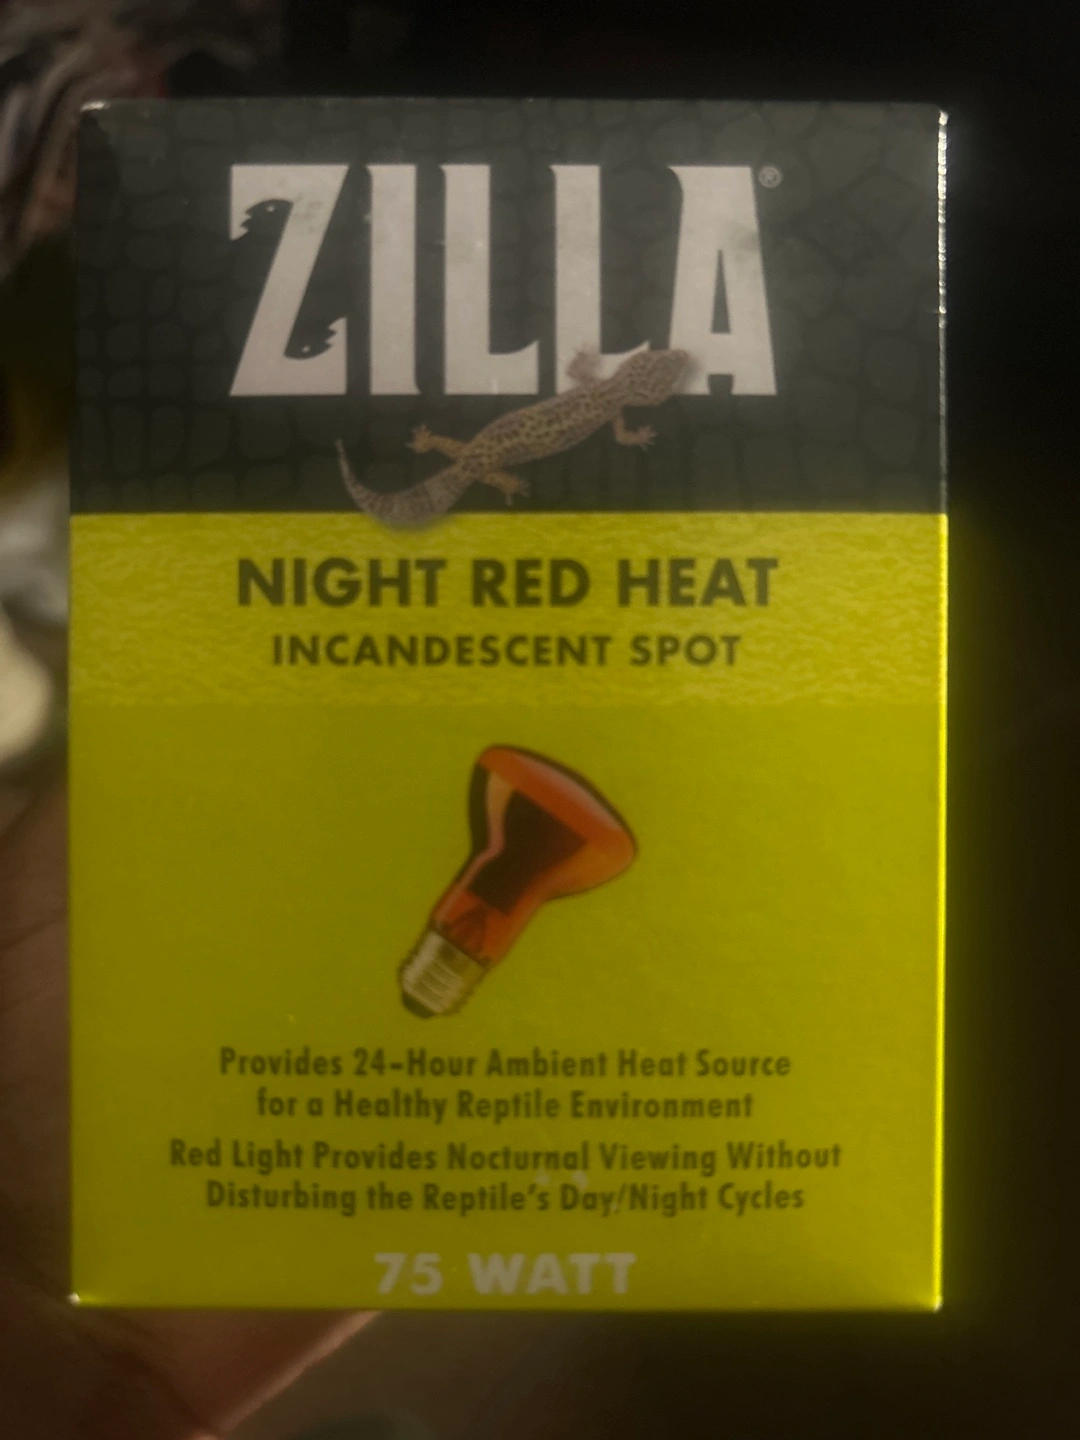 ZILLA®
NIGHT RED HEAT
INCANDESCENT SPOT
Provides 24-Hour Ambient Heat Source
for a Healthy Reptile Environment
Red Light Provides Nocturnal Viewing Without
Disturbing the Reptile's Day/Night Cycles
75 WATT